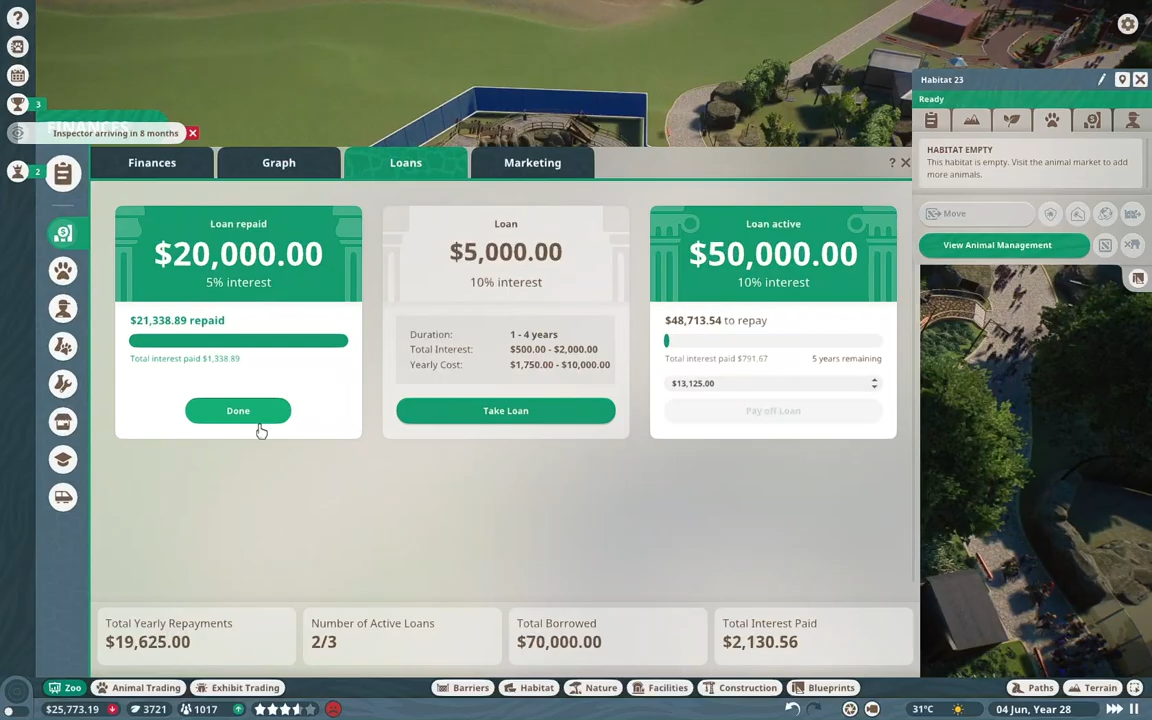 ?
Habitat 23
Ready
3
FINANCES
Inspector arriving in 8 months
2
Finances
Graph
Loans
Marketing
?
HABITAT EMPTY
This habitat is empty. Visit the animal market to add
more animals.
Move
View Animal Management
Loan repaid
$20,000.00
5% interest
$21,338.89 repaid
Total interest paid $1,338.89
Done
Loan
$5,000.00
10% interest
Duration: 1 - 4 years
Total Interest: $500.00 - $2,000.00
Yearly Cost: $1,750.00 - $10,000.00
Take Loan
Loan active
$50,000.00
10% interest
$48,713.54 to repay
Total interest paid $791.67 5 years remaining
$13,125.00
Pay off Loan
Total Yearly Repayments
$19,625.00
Number of Active Loans
2/3
Total Borrowed
$70,000.00
Total Interest Paid
$2,130.56
Zoo
Animal Trading
Exhibit Trading
Barriers
Habitat
Nature
Facilities
Construction
Blueprints
Paths
Terrain
$25,773.19
3721
1017
31°C
04 Jun, Year 28